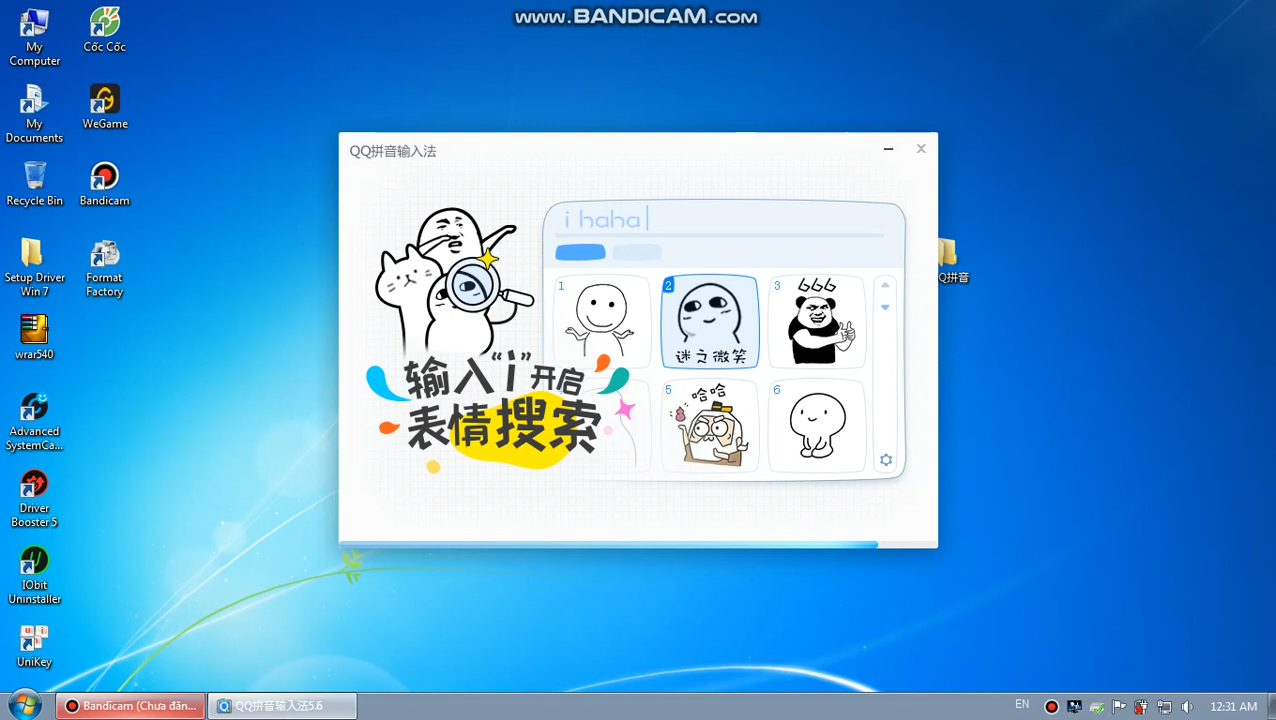 www.BANDICAM.com
My Computer
Cốc Cốc
My Documents
WeGame
Recycle Bin
Bandicam
Setup Driver Win 7
Format Factory
wrar540
Advanced SystemCa...
Driver Booster 5
IObit Uninstaller
UniKey
Q拼音
QQ拼音输入法
i haha
1
2
迷之微笑
3
666
输入“i”开启
表情搜索
5
哈哈
6
Bandicam (Chưa đăn...
QQ拼音输入法5.6
EN
12:31 AM